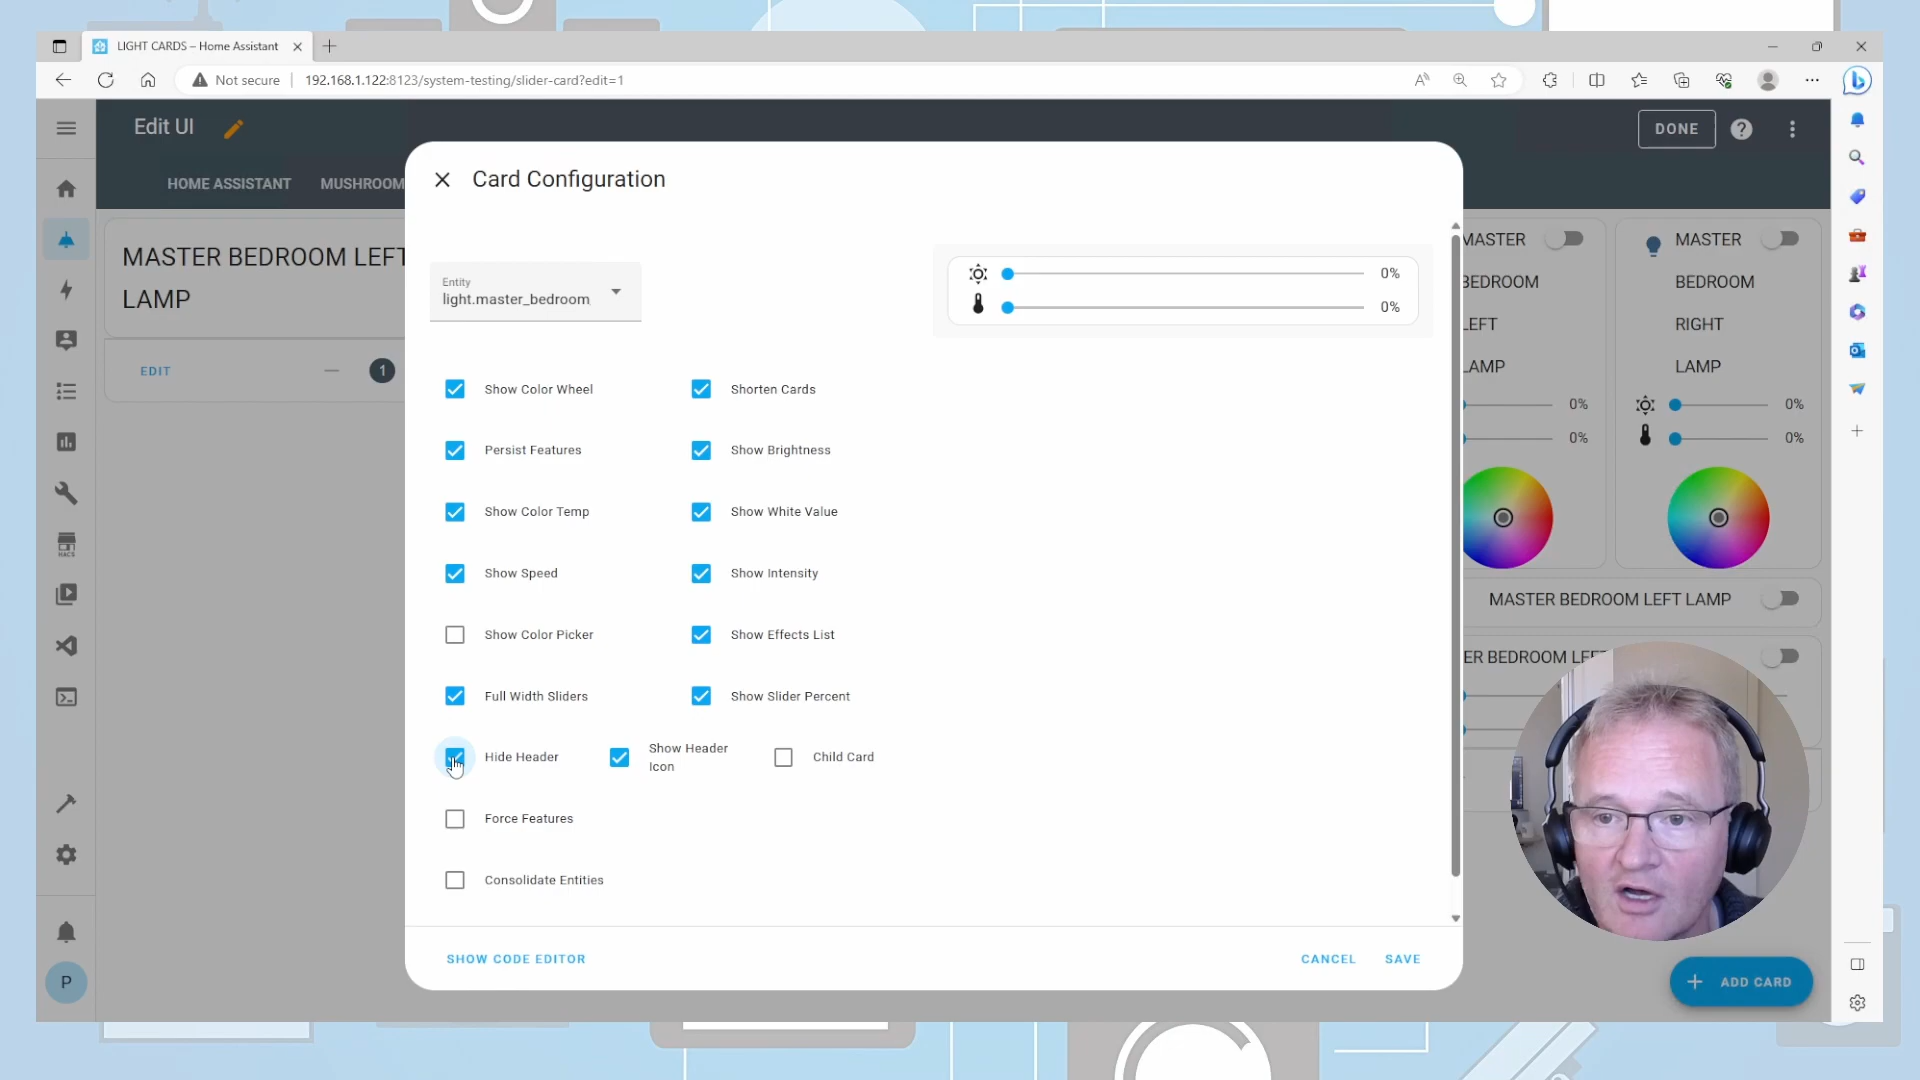 LIGHT CARDS – Home Assistant
Not secure
192.168.1.122:8123/system-testing/slider-card?edit=1
Edit UI
DONE
HOME ASSISTANT
MUSHROOM
Card Configuration
MASTER BEDROOM LEFT
LAMP
EDIT
1
Entity
light.master_bedroom
0%
0%
Show Color Wheel
Shorten Cards
Persist Features
Show Brightness
Show Color Temp
Show White Value
Show Speed
Show Intensity
Show Color Picker
Show Effects List
Full Width Sliders
Show Slider Percent
Hide Header
Show Header
Icon
Child Card
Force Features
Consolidate Entities
SHOW CODE EDITOR
CANCEL
SAVE
MASTER
BEDROOM
LEFT
LAMP
0%
0%
MASTER
BEDROOM
RIGHT
LAMP
0%
0%
MASTER BEDROOM LEFT LAMP
ER BEDROOM LEF
ADD CARD
HACS
P